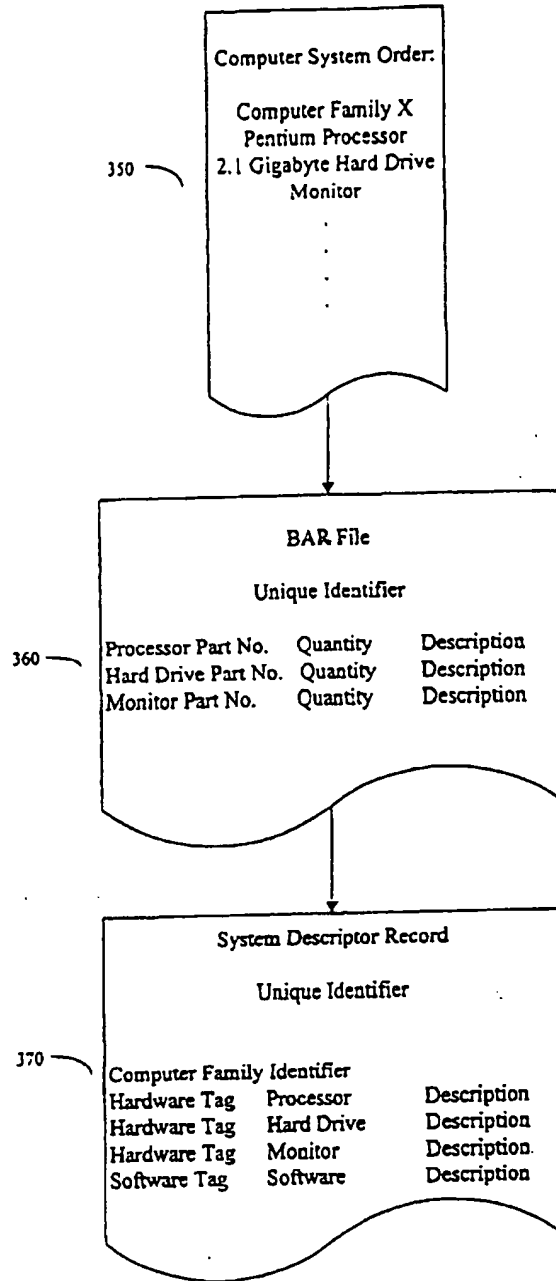 Computer System Order:
Computer Family X
Pentium Processor
2.1 Gigabyte Hard Drive
Monitor
350
BAR File
Unique Identifier
Processor Part No. Quantity Description
360
Hard Drive Part No. Quantity Description
Monitor Part No. Quantity Description
System Descriptor Record
Unique Identifier
370
Computer Family Identifier
Hardware Tag Processor Description
Hardware Tag Hard Drive Description
Hardware Tag Monitor Description
Software Tag Software Description